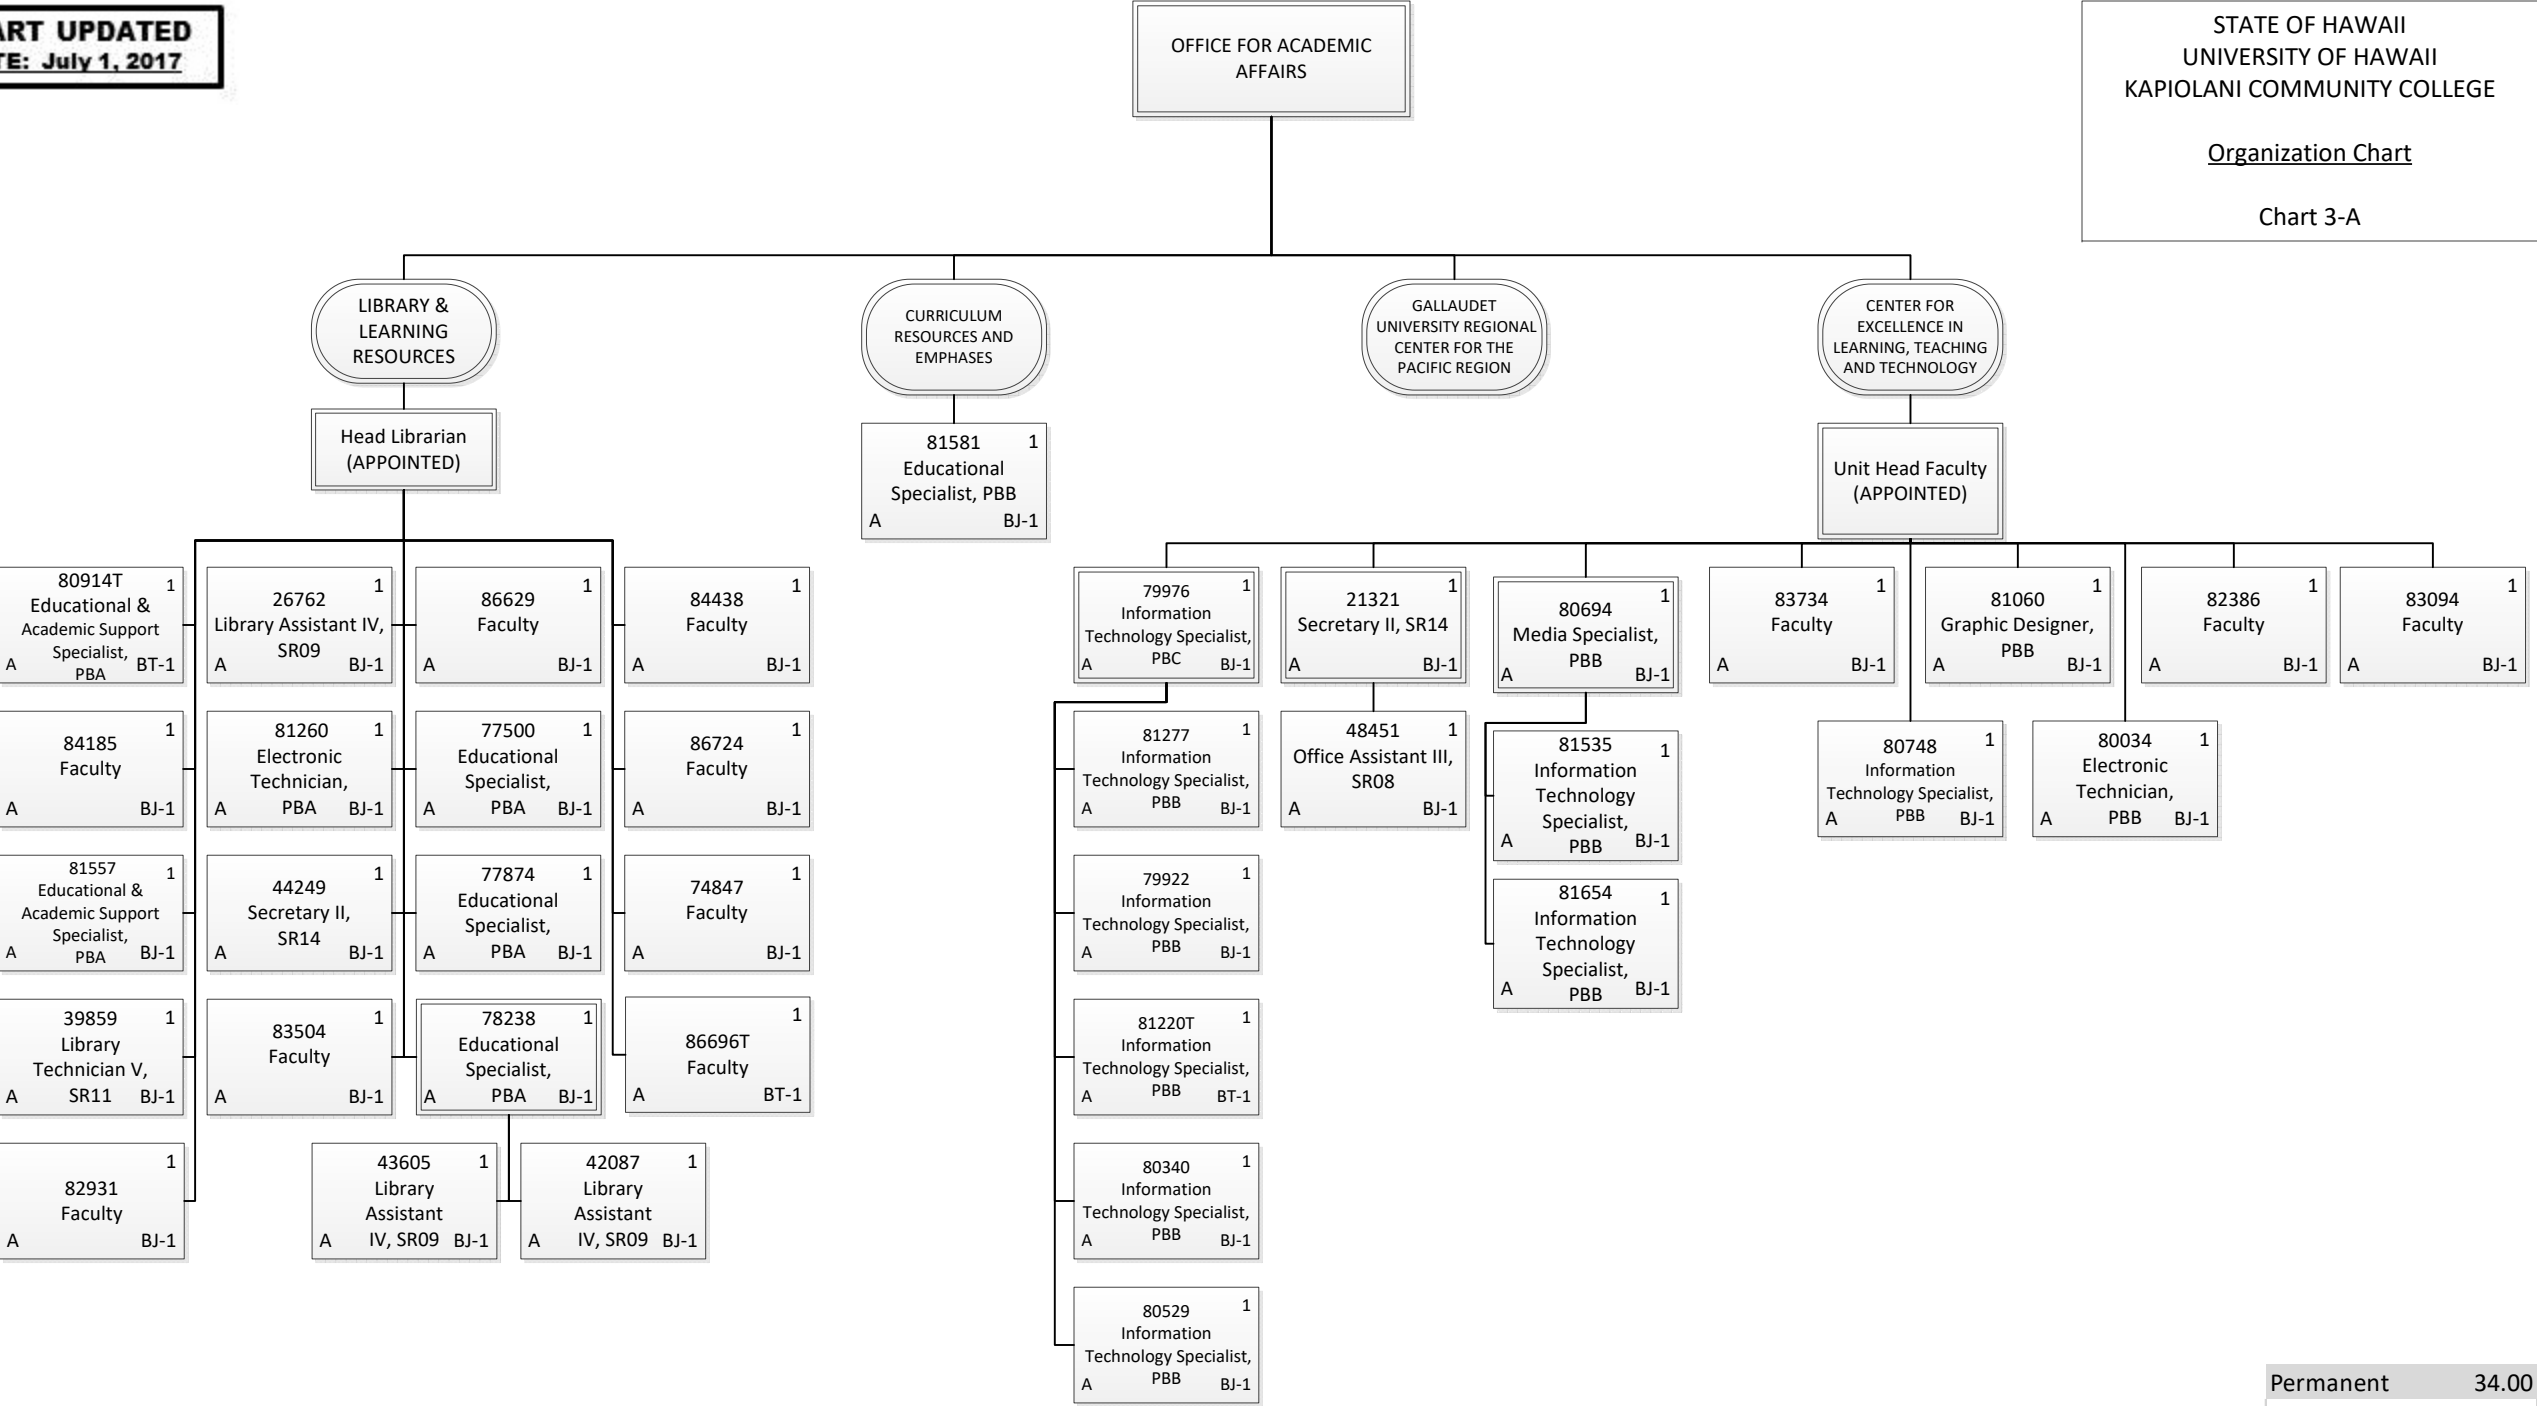 ART UPDATED
TE: July 1, 2017
OFFICE FOR ACADEMIC
AFFAIRS
STATE OF HAWAII
UNIVERSITY OF HAWAII
KAPIOLANI COMMUNITY COLLEGE
Organization Chart
Chart 3-A
LIBRARY &
LEARNING
RESOURCES
CURRICULUM
RESOURCES AND
EMPHASES
GALLAUDET
UNIVERSITY REGIONAL
CENTER FOR THE
PACIFIC REGION
CENTER FOR
EXCELLENCE IN
LEARNING, TEACHING
AND TECHNOLOGY
Head Librarian
(APPOINTED)
81581 1
Educational
Specialist, PBB
A BJ-1
Unit Head Faculty
(APPOINTED)
80914T 1
Educational &
Academic Support
Specialist,
A PBA BT-1
26762 1
Library Assistant IV,
SR09
A BJ-1
86629 1
Faculty
A BJ-1
84438 1
Faculty
A BJ-1
79976 1
Information
Technology Specialist,
PBC
A BJ-1
21321 1
Secretary II, SR14
A BJ-1
80694 1
Media Specialist,
PBB
A BJ-1
83734 1
Faculty
A BJ-1
81060 1
Graphic Designer,
PBB
A BJ-1
82386 1
Faculty
A BJ-1
83094 1
Faculty
A BJ-1
84185 1
Faculty
A BJ-1
81260 1
Electronic
Technician,
A PBA BJ-1
77500 1
Educational
Specialist,
A PBA BJ-1
86724 1
Faculty
A BJ-1
81277 1
Information
Technology Specialist,
A PBB BJ-1
48451 1
Office Assistant III,
SR08
A BJ-1
81535 1
Information
Technology
Specialist,
A PBB BJ-1
80748 1
Information
Technology Specialist,
A PBB BJ-1
80034 1
Electronic
Technician,
A PBB BJ-1
81557 1
Educational &
Academic Support
Specialist,
A PBA BJ-1
44249 1
Secretary II,
SR14
A BJ-1
77874 1
Educational
Specialist,
A PBA BJ-1
74847 1
Faculty
A BJ-1
79922 1
Information
Technology Specialist,
A PBB BJ-1
81654 1
Information
Technology
Specialist,
A PBB BJ-1
39859 1
Library
Technician V,
A SR11 BJ-1
83504 1
Faculty
A BJ-1
78238 1
Educational
Specialist,
A PBA BJ-1
86696T 1
Faculty
A BT-1
81220T 1
Information
Technology Specialist,
A PBB BT-1
82931 1
Faculty
A BJ-1
43605 1
Library
Assistant
A IV, SR09 BJ-1
42087 1
Library
Assistant
A IV, SR09 BJ-1
80340 1
Information
Technology Specialist,
A PBB BJ-1
80529 1
Information
Technology Specialist,
A PBB BJ-1
Permanent 34.00